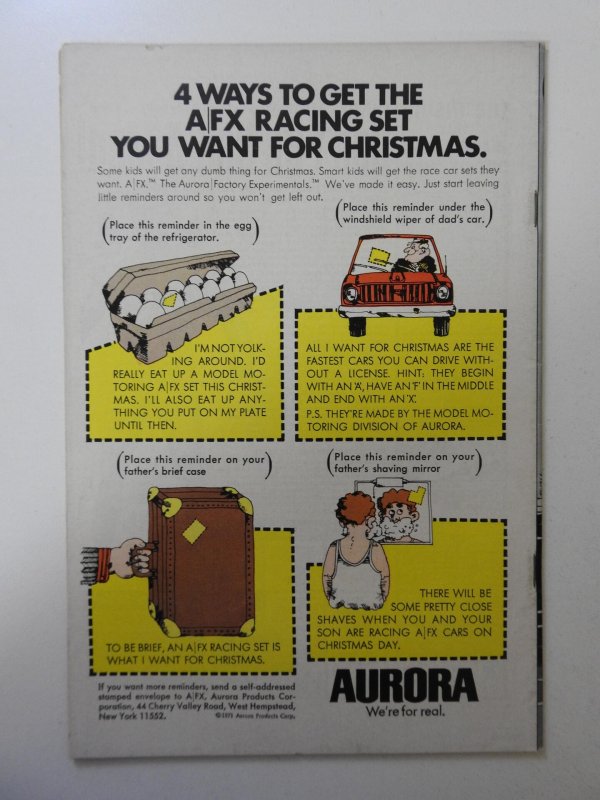 4 WAYS TO GET THE
A|FX RACING SET
YOU WANT FOR CHRISTMAS.
Some kids will get any dumb thing for Christmas. Smart kids will get the race car sets they
want. A|FX.™ The Aurora|Factory Experimentals.™ We've made it easy. Just start leaving
little reminders around so you won't get left out.
(Place this reminder in the egg
tray of the refrigerator.)
(Place this reminder under the
windshield wiper of dad's car.)
I'M NOT YOLK-
ING AROUND. I'D
REALLY EAT UP A MODEL MO-
TORING A|FX SET THIS CHRIST-
MAS. I'LL ALSO EAT UP ANY-
THING YOU PUT ON MY PLATE
UNTIL THEN.
ALL I WANT FOR CHRISTMAS ARE THE
FASTEST CARS YOU CAN DRIVE WITH-
OUT A LICENSE. HINT: THEY BEGIN
WITH AN 'A', HAVE AN 'F' IN THE MIDDLE
AND END WITH AN 'X'.
P.S. THEY'RE MADE BY THE MODEL MO-
TORING DIVISION OF AURORA.
(Place this reminder on your
father's brief case)
(Place this reminder on your
father's shaving mirror)
TO BE BRIEF, AN A|FX RACING SET IS
WHAT I WANT FOR CHRISTMAS.
THERE WILL BE
SOME PRETTY CLOSE
SHAVES WHEN YOU AND YOUR
SON ARE RACING A|FX CARS ON
CHRISTMAS DAY.
If you want more reminders, send a self-addressed
stamped envelope to A|FX, Aurora Products Cor-
poration, 44 Cherry Valley Road, West Hempstead,
New York 11552. ©1971 Aurora Products Corp.
AURORA
We're for real.